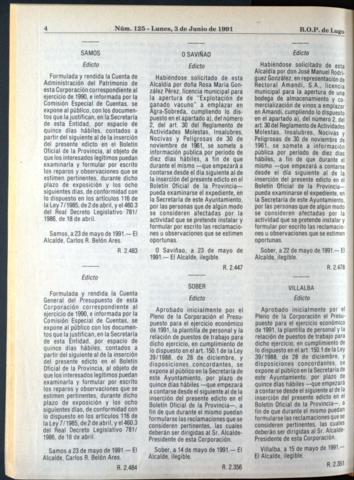 4
Núm. 125 - Lunes, 3 de Junio de 1991
B.O.P. de Lugo
SAMOS
Edicto
Formulada y rendida la Cuenta de
Administración del Patrimonio de
esta Corporación correspondiente al
ejercicio de 1990, e informada por la
Comisión Especial de Cuentas, se
expone al público, con los documentos
que la justifican, en la Secretaría
de esta Entidad, por espacio de
quince días hábiles, contados a
partir del siguiente al de la inserción
del presente edicto en el Boletín
Oficial de la Provincia, al objeto de
que los interesados legítimos puedan
examinarla y formular por escrito
los reparos y observaciones que se
estimen pertinentes, durante dicho
plazo de exposición y los ocho
siguientes días, de conformidad con
lo dispuesto en los artículos 116 de
la Ley 7/1985, de 2 de abril, y el 460.3
del Real Decreto Legislativo 781/
1986, de 18 de abril.
Samos, a 23 de mayo de 1991.— El
Alcalde, Carlos R. Belón Ares.
R. 2.483
Edicto
Formulada y rendida la Cuenta
General del Presupuesto de esta
Corporación correspondiente al
ejercicio de 1990, e informada por la
Comisión Especial de Cuentas, se
expone al público con los documentos
que la justifican, en la Secretaría
de esta Entidad, por espacio de
quince días hábiles, contados a
partir del siguiente al de la inserción
del presente edicto en el Boletín
Oficial de la Provincia, al objeto de
que los interesados legítimos puedan
examinarla y formular por escrito
los reparos y observaciones que se
estimen pertinentes, durante dicho
plazo de exposición y los ocho
siguientes días, de conformidad con
lo dispuesto en los artículos 116 de
la Ley 7/1985, de 2 de abril, y el 460.3
del Real Decreto Legislativo 781/
1986, de 18 de abril.
Samos a 23 de mayo de 1991.— El
Alcalde, Carlos R. Belón Ares.
R. 2.484
O SAVIÑAO
Edicto
Habiéndose solicitado de esta
Alcaldía por doña Rosa María González
Pérez, licencia municipal para
la apertura de "Explotación de
ganado vacuno" a emplazar en
Agra-Sobreda, cumpliendo lo dispuesto
en el apartado a), del número
2, del art. 30 del Reglamento de
Actividades Molestas, Insalubres,
Nocivas y Peligrosas de 30 de
noviembre de 1961, se somete a
información pública por período de
diez días hábiles, a fin de que durante
el mismo —que empezará a
contarse desde el día siguiente al de
la inserción del presente edicto en el
Boletín Oficial de la Provincia—
pueda examinarse el expediente, en
la Secretaría de este Ayuntamiento,
por las personas que de algún modo
se consideren afectadas por la
actividad que se pretende instalar y
formular por escrito las reclamaciones
u observaciones que se estimen
oportunas.
O Saviñao, a 23 de mayo de
1991.— El Alcalde, ilegible.
R. 2.447
SOBER
Edicto
Aprobado inicialmente por el
Pleno de la Corporación el Presupuesto
para el ejercicio económico
de 1991, la plantilla de personal y la
relación de puestos de trabajo para
dicho ejercicio, en cumplimiento de
lo dispuesto en el art. 150.1 de la Ley
39/1988, de 28 de diciembre, y
disposiciones concordantes, se
expone al público en la Secretaría de
este Ayuntamiento, por plazo de
quince días hábiles —que empezará
a contarse desde el siguiente al de la
inserción del presente edicto en el
Boletín Oficial de la Provincia—, a
fin de que durante el mismo puedan
formularse las reclamaciones que se
consideren pertinentes, las cuales
deberán ser dirigidas al Sr. Alcalde-
Presidente de esta Corporación.
Sober, a 14 de mayo de 1991.— El
Alcalde, ilegible.
R. 2.356
Edicto
Habiéndose solicitado de esta
Alcaldía por don José Manuel Rodríguez
González, en representación de
Rectoral Amandi, S.A., licencia
municipal para la apertura de una
bodega de almacenamiento y comercialización
de vinos a emplazar
en Amandi, cumpliendo lo dispuesto
en el apartado a), del número 2, del
art. 30 del Reglamento de Actividades
Molestas, Insalubres, Nocivas y
Peligrosas de 30 de noviembre de
1961, se somete a información
pública por período de diez días
hábiles, a fin de que durante el
mismo —que empezará a contarse
desde el día siguiente al de la
inserción del presente edicto en el
Boletín Oficial de la Provincia—
pueda examinarse el expediente, en
la Secretaría de este Ayuntamiento,
por las personas que de algún modo
se consideren afectadas por la
actividad que se pretende instalar y
formular por escrito las reclamaciones
u observaciones que se estimen
oportunas.
Sober, a 22 de mayo de 1991.— El
Alcalde, ilegible.
R. 2.478
VILLALBA
Edicto
Aprobado inicialmente por el
Pleno de la Corporación el Presupuesto
para el ejercicio económico de
1991, la plantilla de personal y la
relación de puestos de trabajo para
dicho ejercicio, en cumplimiento de
lo dispuesto en el art. 150.1 de la Ley
39/1988, de 28 de diciembre, y
disposiciones concordantes, se
expone al público en la Secretaría de
este Ayuntamiento, por plazo de
quince días hábiles —que empezará
a contarse desde el siguiente al de la
inserción del presente edicto en el
Boletín Oficial de la Provincia—, a
fin de que durante el mismo puedan
formularse las reclamaciones que se
consideren pertinentes, las cuales
deberán ser dirigidas al Sr. Alcalde-
Presidente de esta Corporación.
Villalba, a 15 de mayo de 1991.—
El Alcalde, ilegible.
R. 2.351